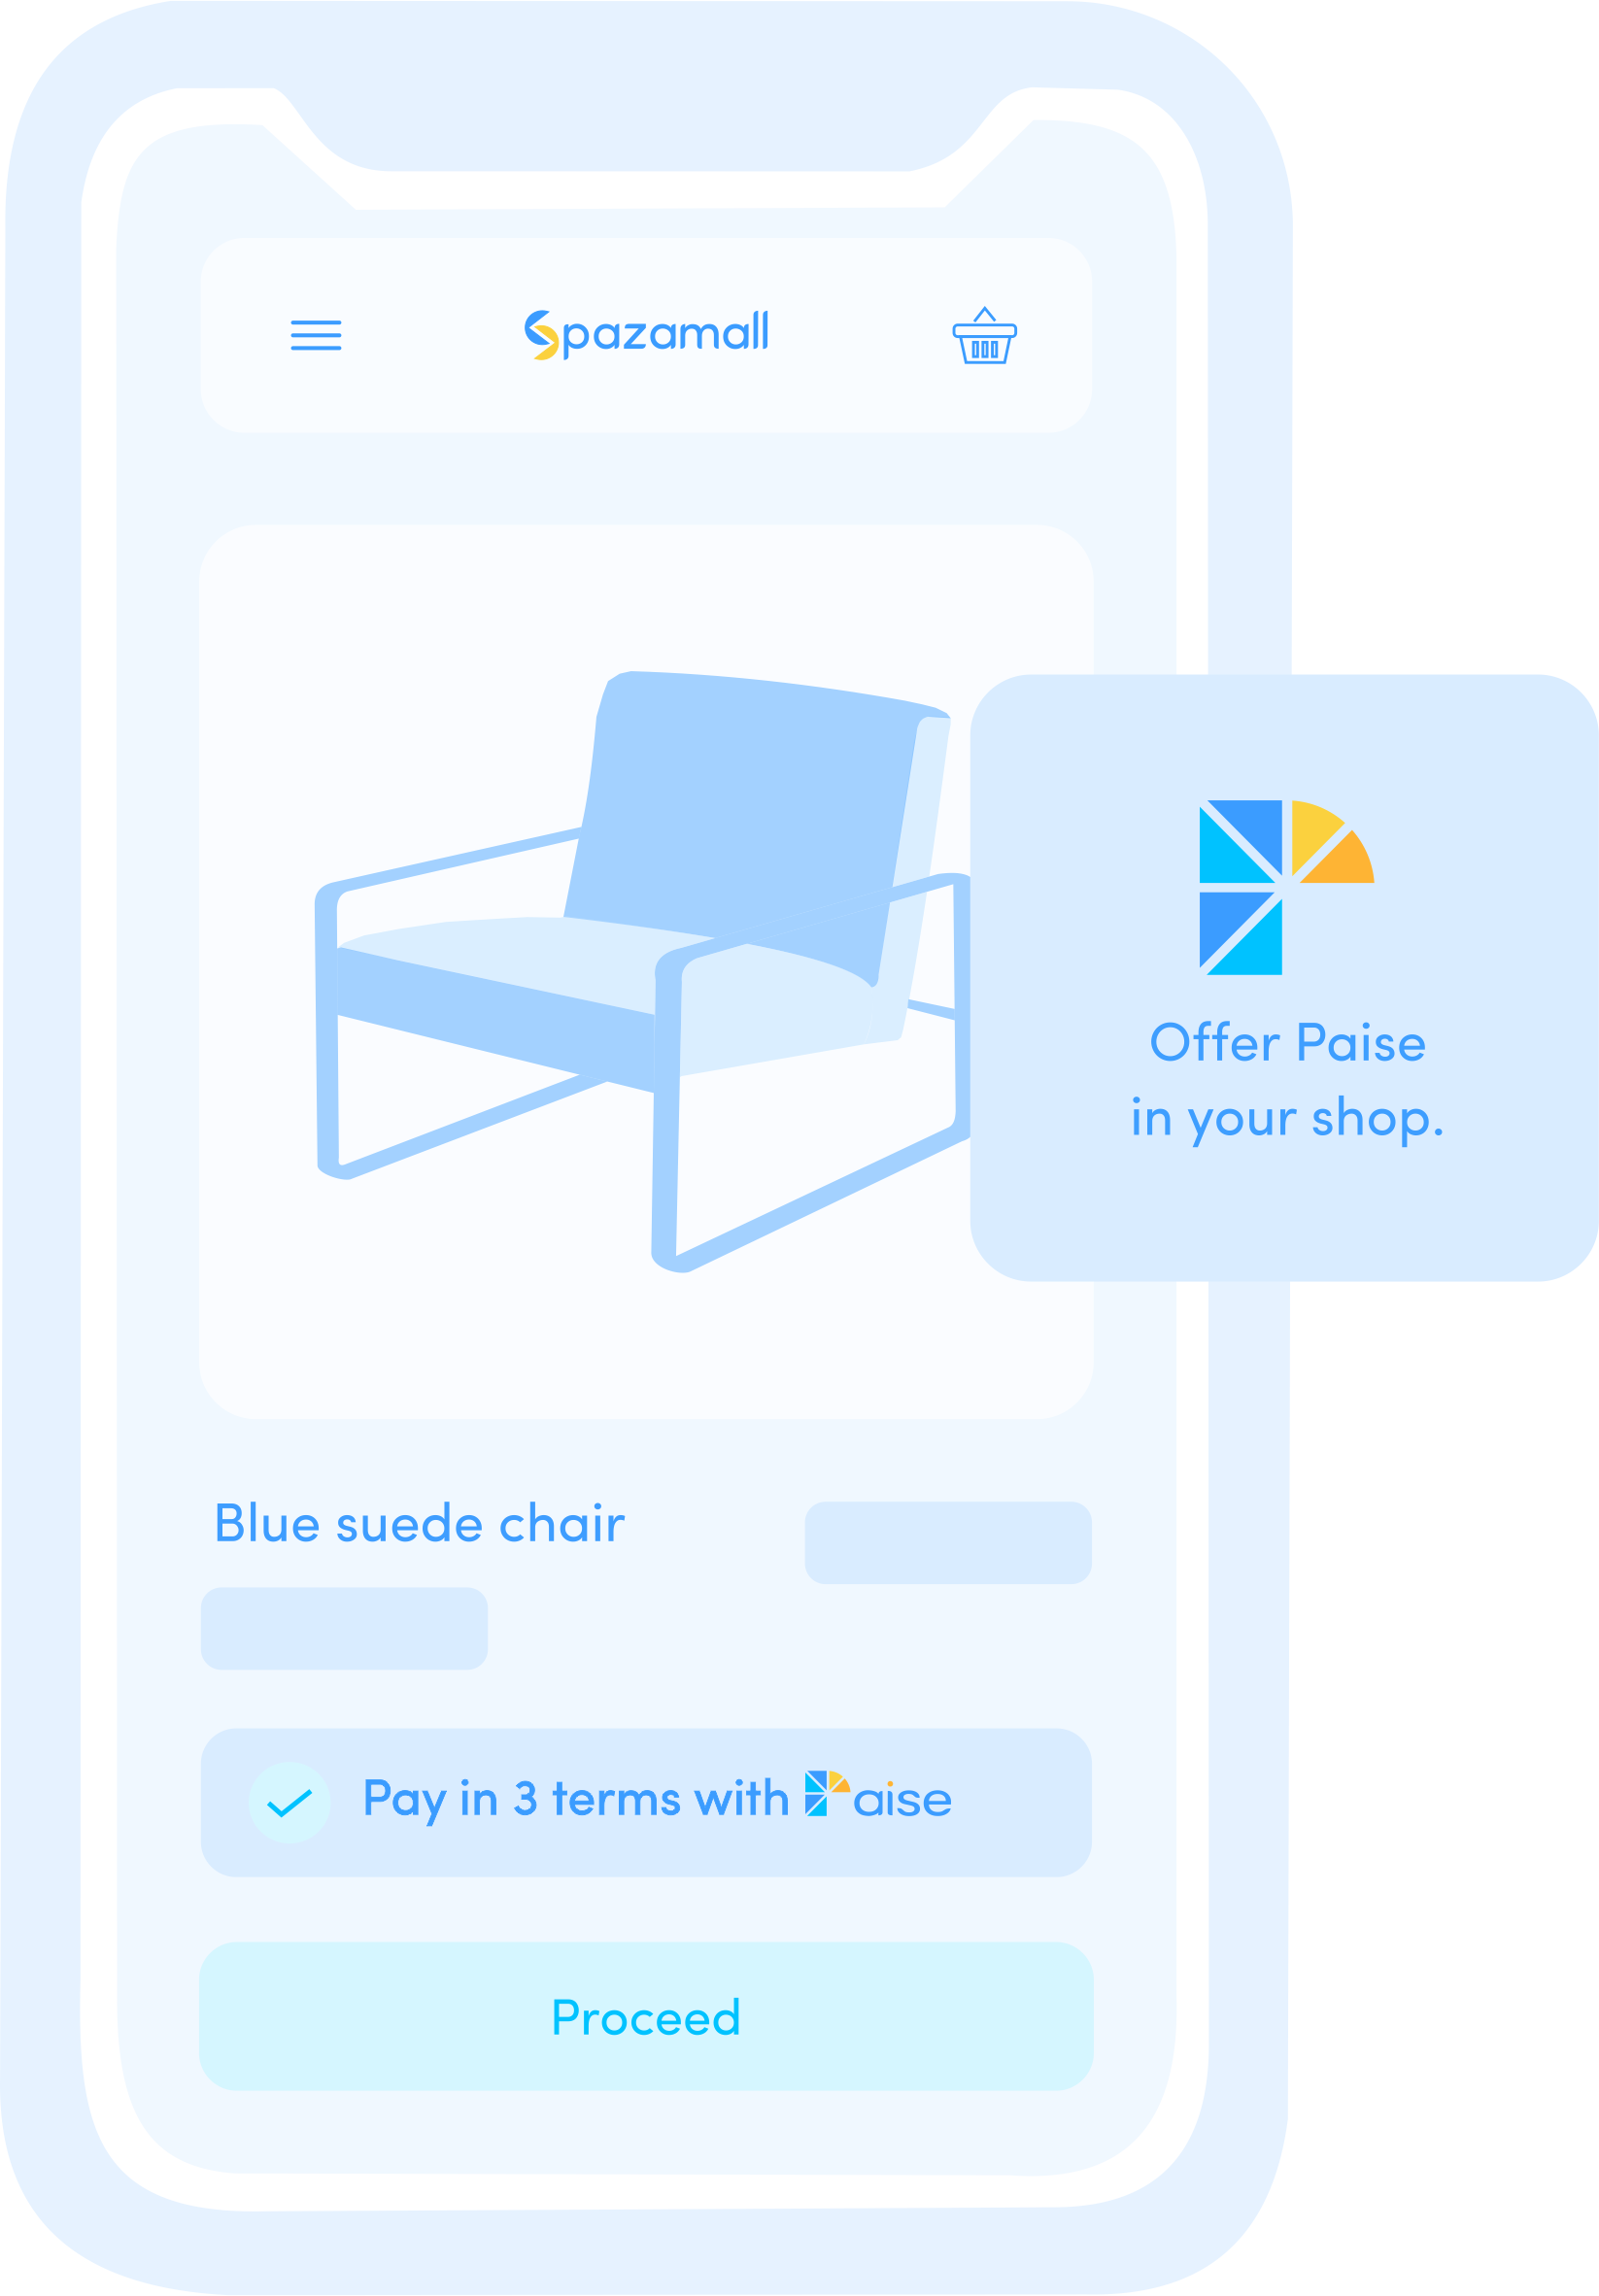 Spazamall
Offer Paise
in your shop.
Blue suede chair
Pay in 3 terms with Paise
Proceed